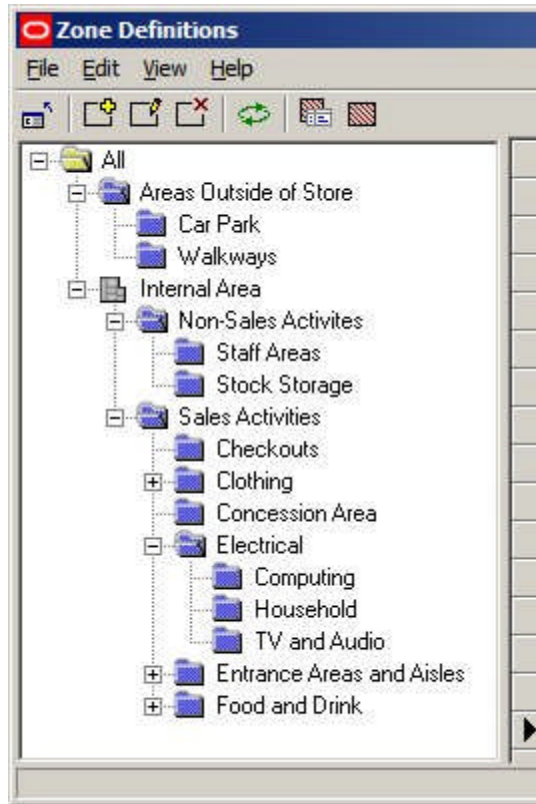 Zone Definitions
File Edit View Help
All
Areas Outside of Store
Car Park
Walkways
Internal Area
Non-Sales Activites
Staff Areas
Stock Storage
Sales Activities
Checkouts
Clothing
Concession Area
Electrical
Computing
Household
TV and Audio
Entrance Areas and Aisles
Food and Drink